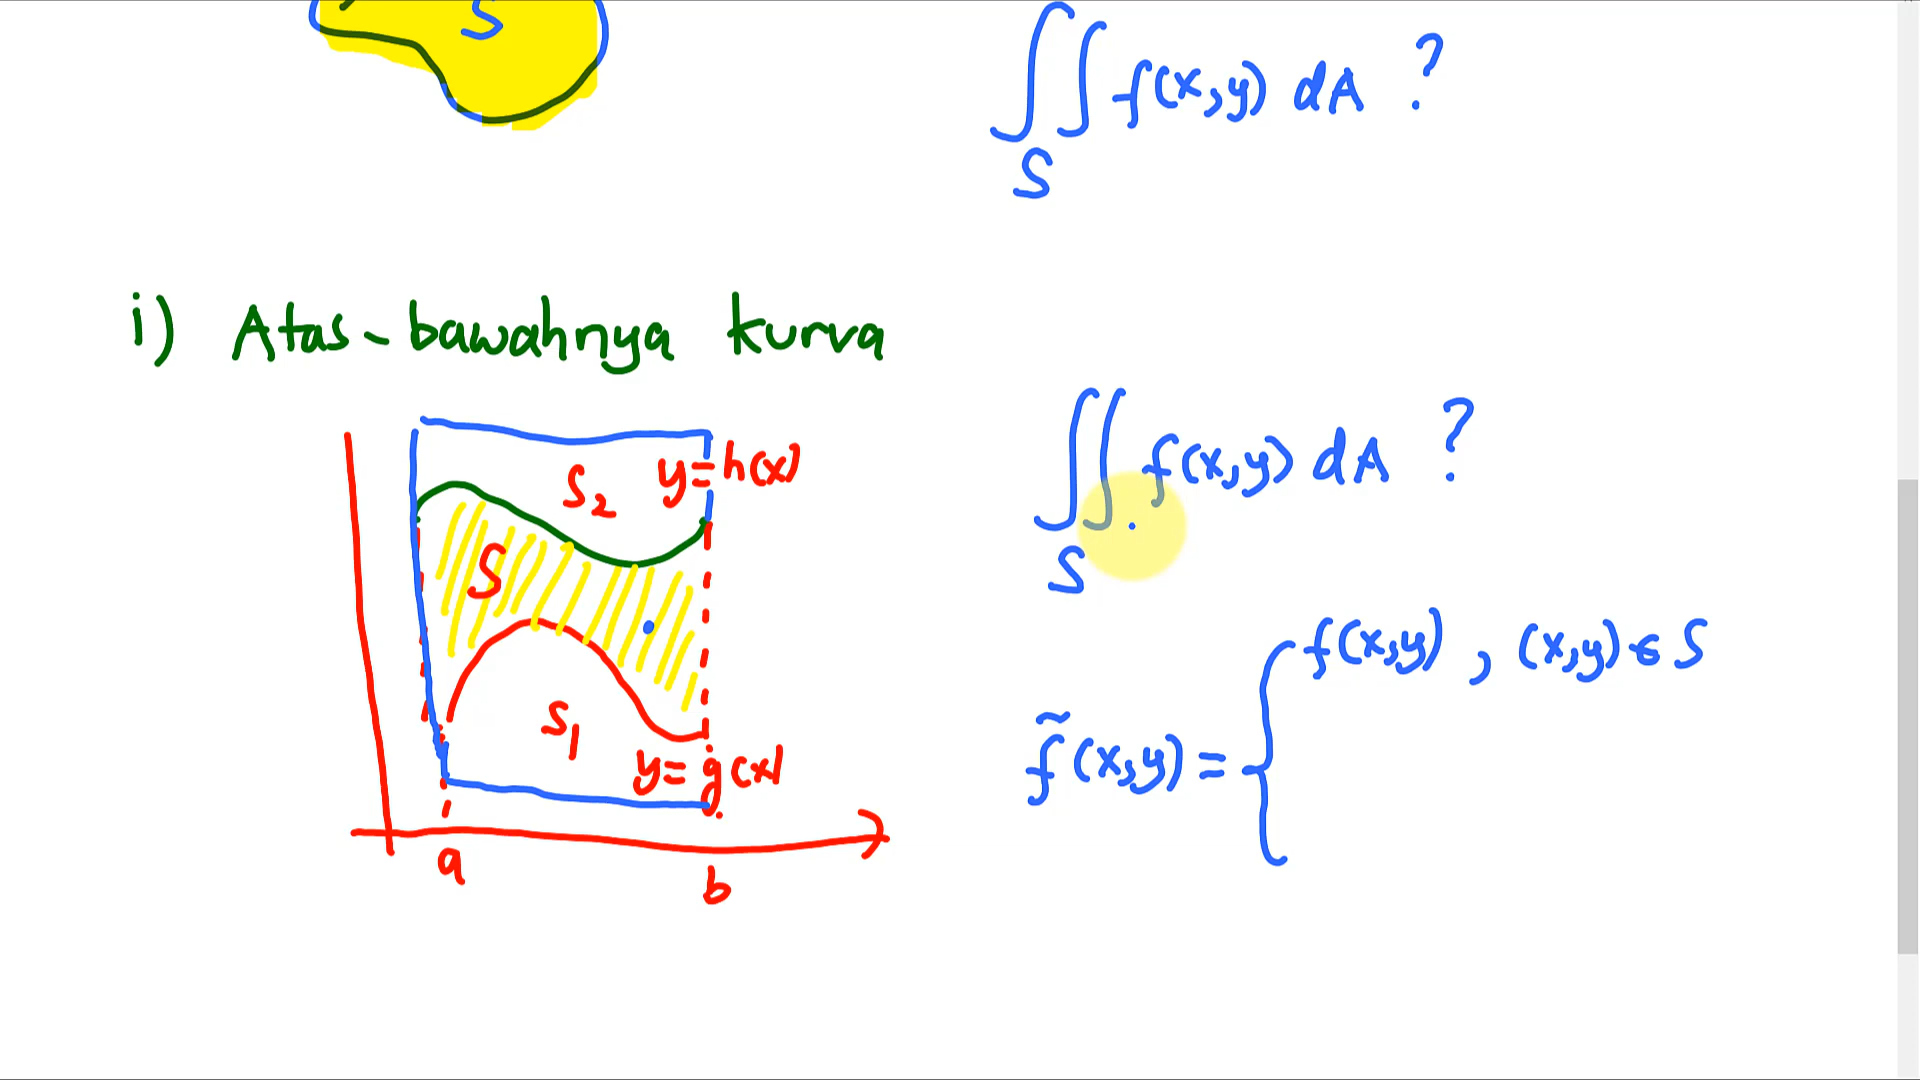 S
∫∫ f(x,y) dA ?
S
i) Atas-bawahnya kurva
y=h(x)
S₂
S
S₁
y=g(x)
a
b
∫∫ f(x,y) dA ?
S
f̃(x,y) = { f(x,y) , (x,y) ∈ S